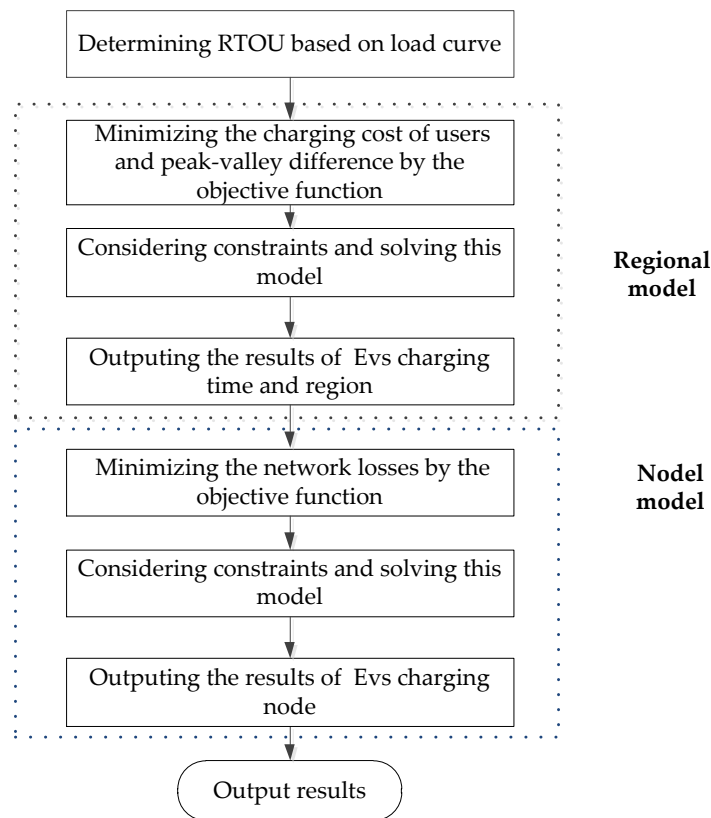 Determining RTOU based on load curve
Minimizing the charging cost of users
and peak-valley difference by the
objective function
Considering constraints and solving this
model
Outputing the results of Evs charging
time and region
Regional
model
Minimizing the network losses by the
objective function
Considering constraints and solving this
model
Outputing the results of Evs charging
node
Nodel
model
Output results